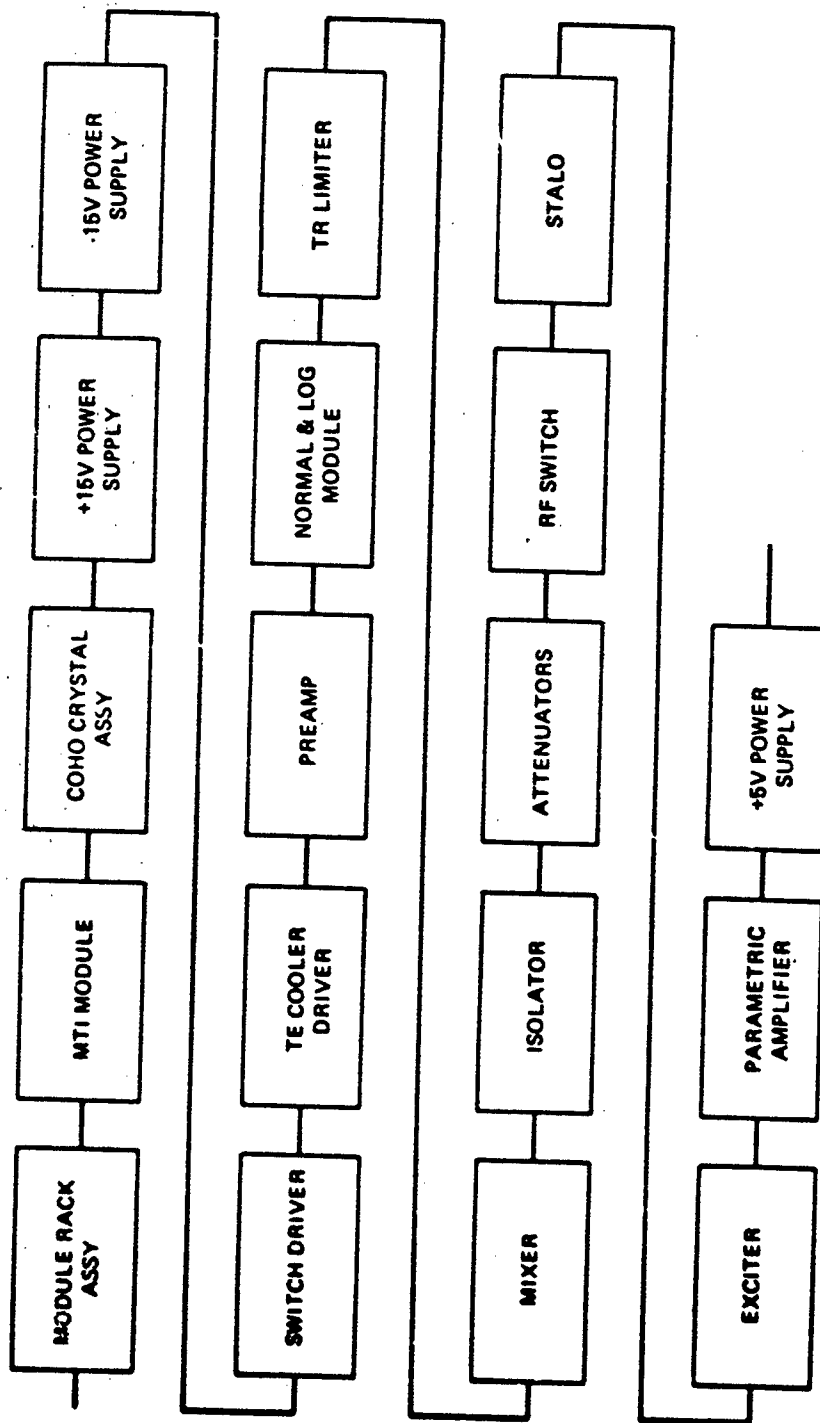 MODULE RACK
ASSY
MTI MODULE
COHO CRYSTAL
ASSY
+15V POWER
SUPPLY
-15V POWER
SUPPLY
SWITCH DRIVER
TE COOLER
DRIVER
PREAMP
NORMAL & LOG
MODULE
TR LIMITER
MIXER
ISOLATOR
ATTENUATORS
RF SWITCH
STALO
EXCITER
PARAMETRIC
AMPLIFIER
+5V POWER
SUPPLY